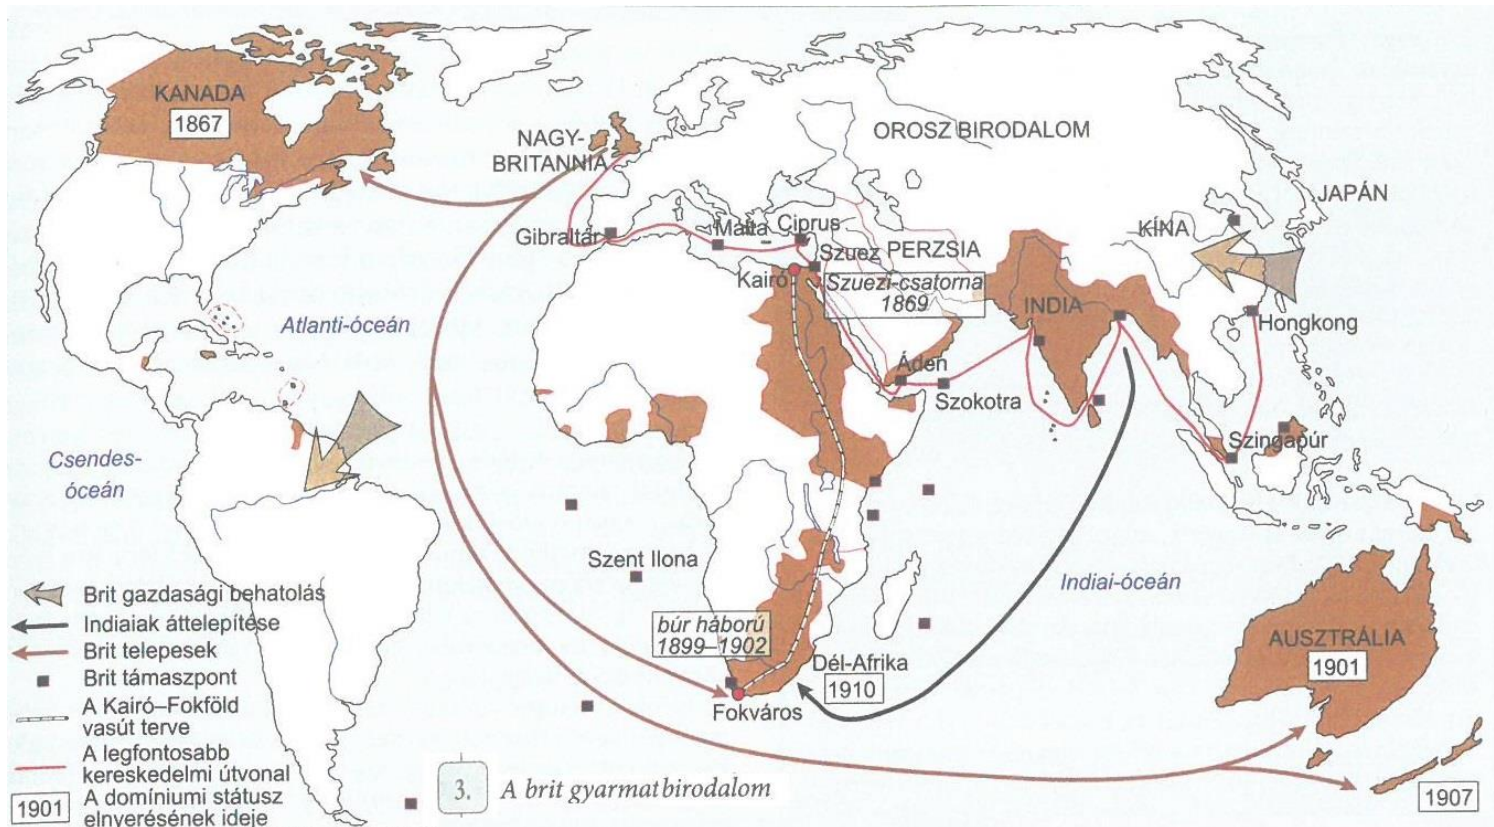 KANADA
1867
NAGY-
BRITANNIA
OROSZ BIRODALOM
JAPÁN
KÍNA
Gibraltár
Málta
Ciprus
Szuez
PERZSIA
Kairó
Szuezi-csatorna
1869
INDIA
Hongkong
Atlanti-óceán
Áden
Szokotra
Csendes-
óceán
Szingapúr
Szent Ilona
Indiai-óceán
búr háború
1899–1902
Dél-Afrika
1910
Fokváros
AUSZTRÁLIA
1901
1907
Brit gazdasági behatolás
Indiaiak áttelepítése
Brit telepesek
Brit támaszpont
A Kairó–Fokföld
vasút terve
A legfontosabb
kereskedelmi útvonal
1901 A domíniumi státusz
elnyerésének ideje
3. A brit gyarmatbirodalom